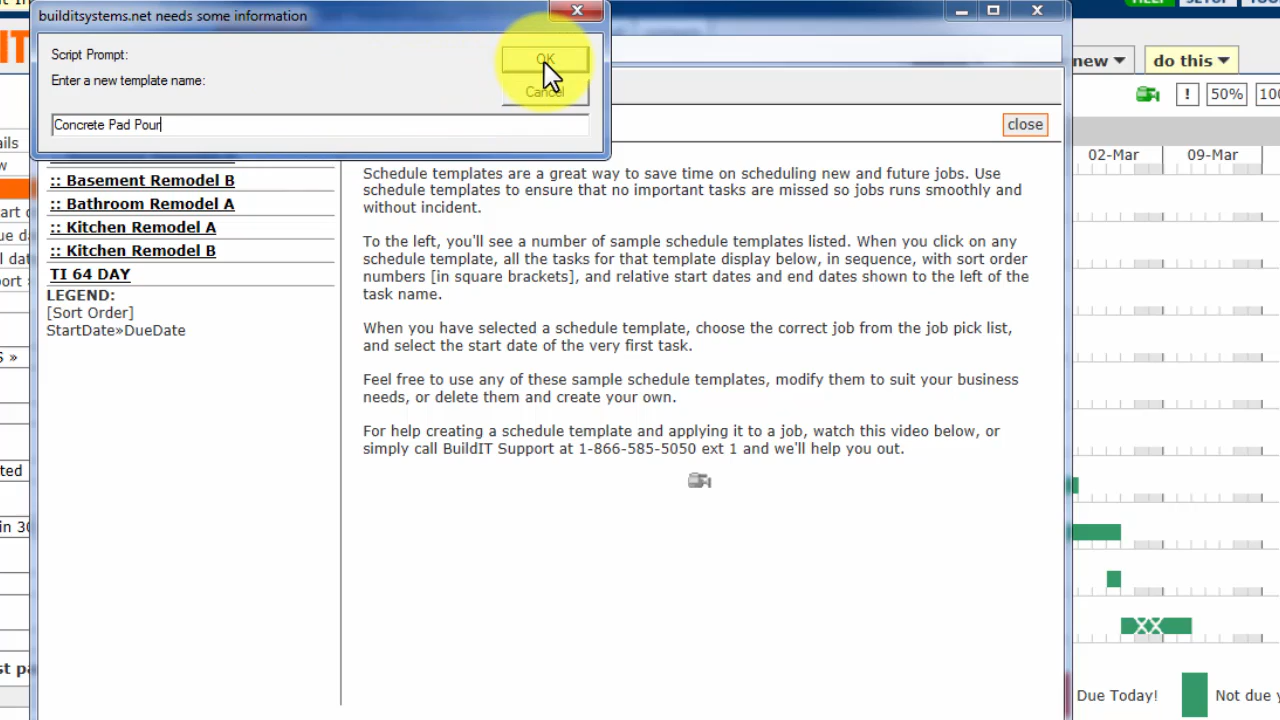 builditsystems.net needs some information
HELP
SETUP
Script Prompt:
OK
Enter a new template name:
Cancel
Concrete Pad Pour
new
do this
!
50%
close
02-Mar
09-Mar
:: Basement Remodel B
:: Bathroom Remodel A
:: Kitchen Remodel A
:: Kitchen Remodel B
TI 64 DAY
LEGEND:
[Sort Order]
StartDate»DueDate
Schedule templates are a great way to save time on scheduling new and future jobs. Use
schedule templates to ensure that no important tasks are missed so jobs runs smoothly and
without incident.
To the left, you'll see a number of sample schedule templates listed. When you click on any
schedule template, all the tasks for that template display below, in sequence, with sort order
numbers [in square brackets], and relative start dates and end dates shown to the left of the
task name.
When you have selected a schedule template, choose the correct job from the job pick list,
and select the start date of the very first task.
Feel free to use any of these sample schedule templates, modify them to suit your business
needs, or delete them and create your own.
For help creating a schedule template and applying it to a job, watch this video below, or
simply call BuildIT Support at 1-866-585-5050 ext 1 and we'll help you out.
XX
Due Today!
Not due